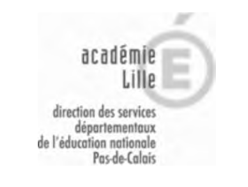 académie
Lille
direction des services
départementaux
de l'éducation nationale
Pas-de-Calais
É